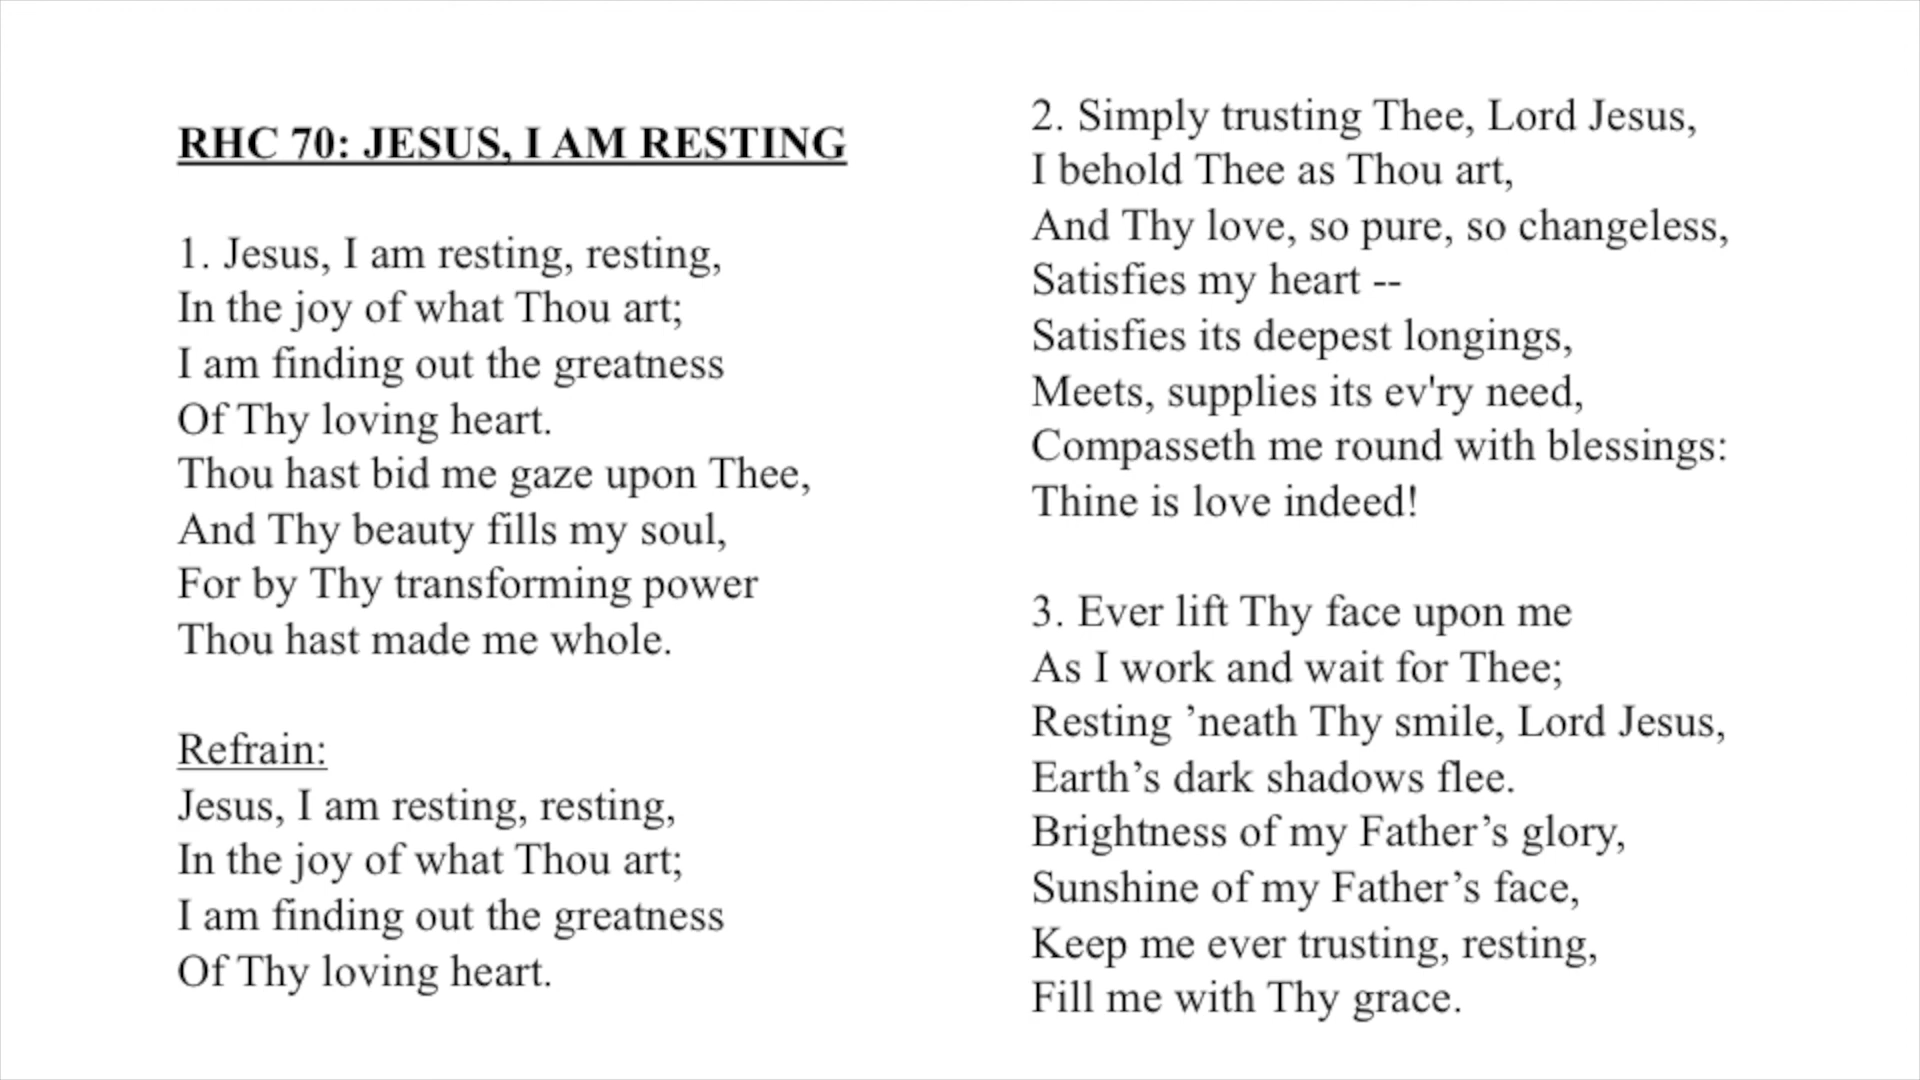 RHC 70: JESUS, I AM RESTING
1. Jesus, I am resting, resting,
In the joy of what Thou art;
I am finding out the greatness
Of Thy loving heart.
Thou hast bid me gaze upon Thee,
And Thy beauty fills my soul,
For by Thy transforming power
Thou hast made me whole.
Refrain:
Jesus, I am resting, resting,
In the joy of what Thou art;
I am finding out the greatness
Of Thy loving heart.
2. Simply trusting Thee, Lord Jesus,
I behold Thee as Thou art,
And Thy love, so pure, so changeless,
Satisfies my heart --
Satisfies its deepest longings,
Meets, supplies its ev'ry need,
Compasseth me round with blessings:
Thine is love indeed!
3. Ever lift Thy face upon me
As I work and wait for Thee;
Resting ’neath Thy smile, Lord Jesus,
Earth’s dark shadows flee.
Brightness of my Father’s glory,
Sunshine of my Father’s face,
Keep me ever trusting, resting,
Fill me with Thy grace.